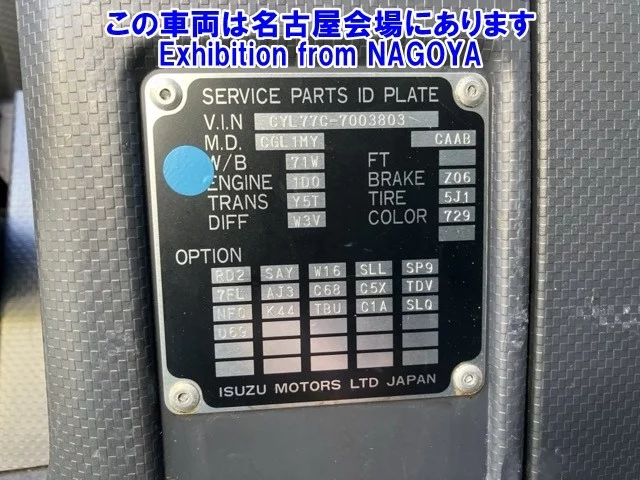 この車両は名古屋会場にあります
Exhibition from NAGOYA
SERVICE PARTS ID PLATE
V.I.N CYL77C-7003803
M.D. CGL1MY CAAB
W/B 71W FT
ENGINE 1D0 BRAKE Z06
TRANS Y5T TIRE 5J1
DIFF W3V COLOR 729
OPTION
RD2 SAY W16 SLL SP9
7FL AJ3 C68 C5X TDV
NFC K44 TBU C1A SLQ
D69
ISUZU MOTORS LTD JAPAN